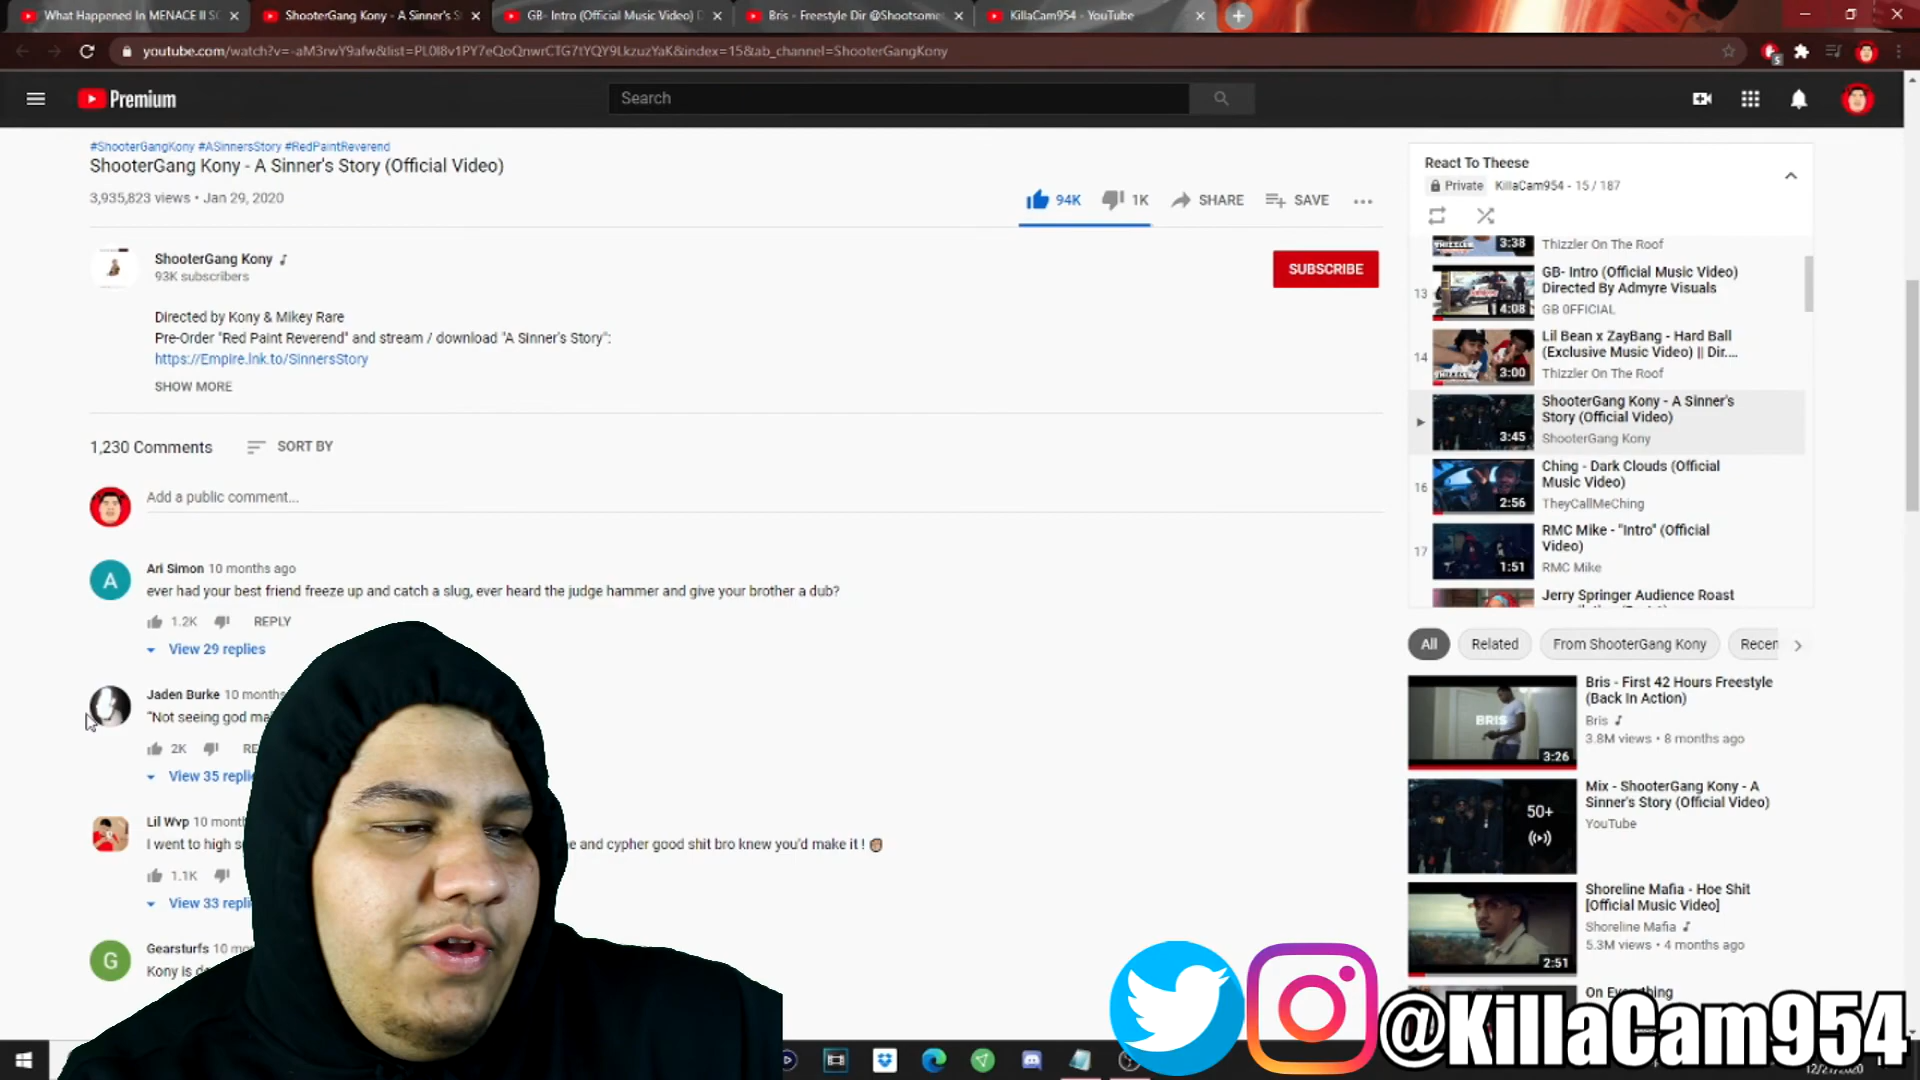 What Happened In MENACE II SC
ShooterGang Kony - A Sinner's S
GB- Intro (Official Music Video) D
Bris - Freestyle Dir @Shootsome
KillaCam954 - YouTube
youtube.com/watch?v=-aM3rwY9afw&list=PL0I8v1PY7eQoQnwrCTG7tYQY9LkzuzYaK&index=15&ab_channel=ShooterGangKony
Premium
Search
#ShooterGangKony #ASinnersStory #RedPaintReverend
ShooterGang Kony - A Sinner's Story (Official Video)
3,935,823 views • Jan 29, 2020
94K
1K
SHARE
SAVE
ShooterGang Kony
93K subscribers
SUBSCRIBE
Directed by Kony & Mikey Rare
Pre-Order "Red Paint Reverend" and stream / download "A Sinner's Story":
https://Empire.lnk.to/SinnersStory
SHOW MORE
1,230 Comments
SORT BY
Add a public comment...
Ari Simon 10 months ago
ever had your best friend freeze up and catch a slug, ever heard the judge hammer and give your brother a dub?
1.2K
REPLY
View 29 replies
Jaden Burke 10 months
“Not seeing god ma
2K
RE
View 35 repli
Lil Wvp 10 mont
I went to high s
e and cypher good shit bro knew you'd make it !
1.1K
View 33 repli
Gearsturfs 10 mo
Kony is de
React To Theese
Private KillaCam954 - 15 / 187
3:38
Thizzler On The Roof
13
4:08
GB- Intro (Official Music Video)
Directed By Admyre Visuals
GB 0FFICIAL
14
3:00
Lil Bean x ZayBang - Hard Ball
(Exclusive Music Video) || Dir....
Thizzler On The Roof
3:45
ShooterGang Kony - A Sinner's
Story (Official Video)
ShooterGang Kony
16
2:56
Ching - Dark Clouds (Official
Music Video)
TheyCallMeChing
17
1:51
RMC Mike - "Intro" (Official
Video)
RMC Mike
Jerry Springer Audience Roast
All
Related
From ShooterGang Kony
Recen
BRIS
3:26
Bris - First 42 Hours Freestyle
(Back In Action)
Bris
3.8M views • 8 months ago
50+
Mix - ShooterGang Kony - A
Sinner's Story (Official Video)
YouTube
2:51
Shoreline Mafia - Hoe Shit
[Official Music Video]
Shoreline Mafia
5.3M views • 4 months ago
On Everything
@KillaCam954
12/21/2020